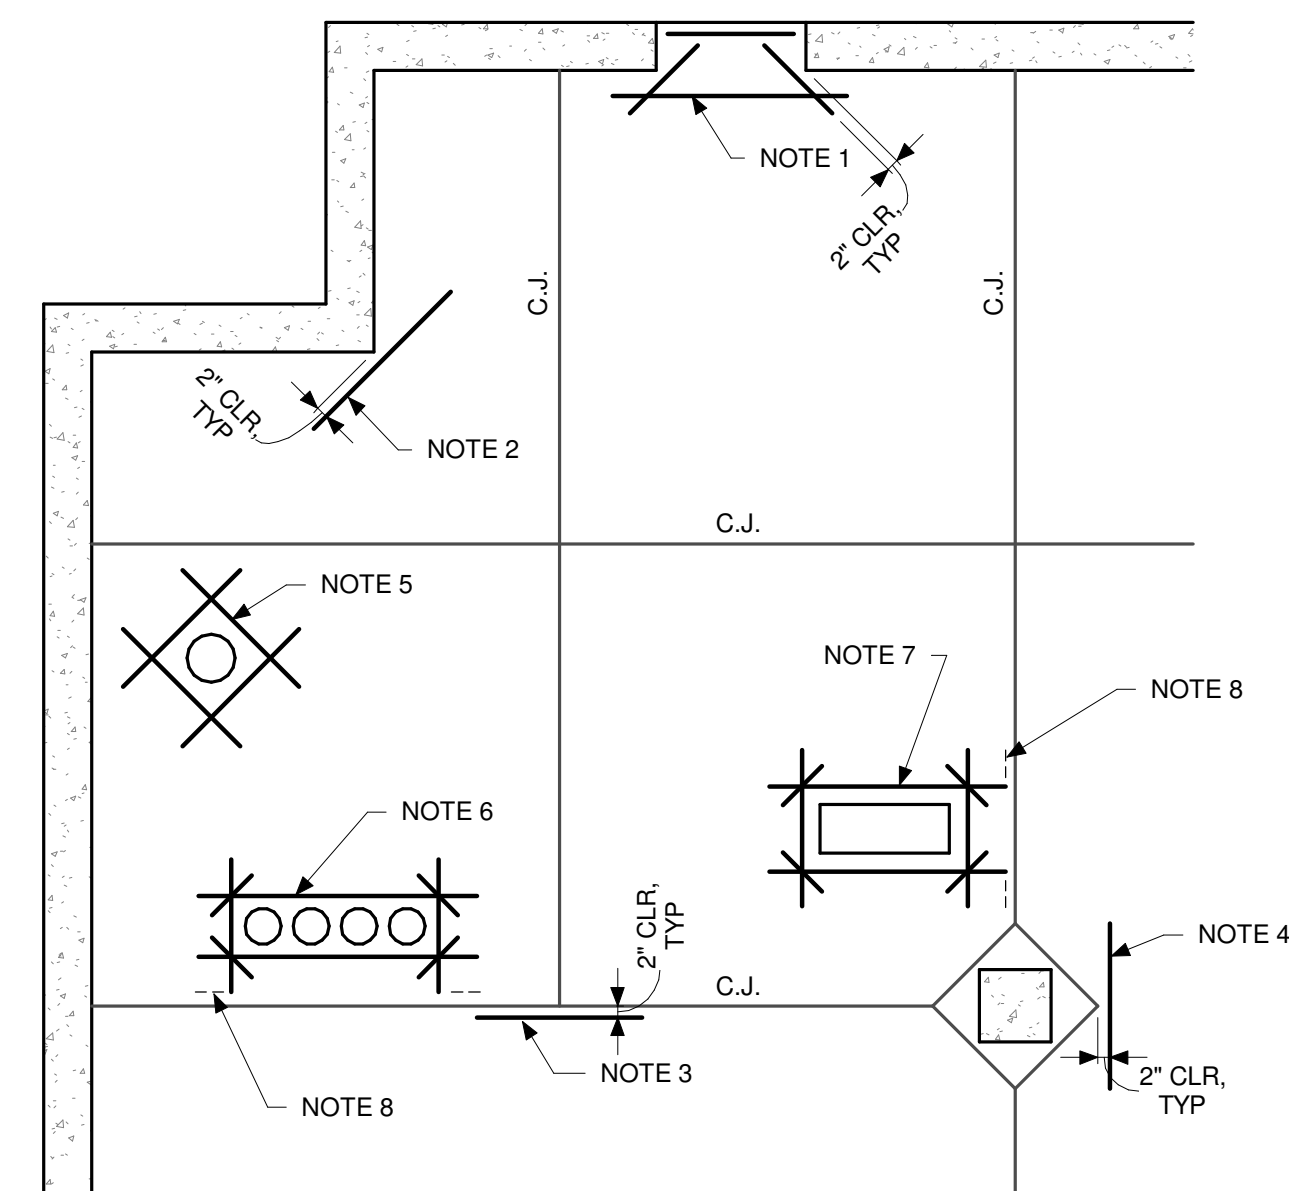 NOTE 1
2" CLR,
TYP
C.J.
C.J.
2" CLR,
TYP
NOTE 2
C.J.
NOTE 5
NOTE 7
NOTE 8
NOTE 6
2" CLR,
TYP
NOTE 4
C.J.
NOTE 3
2" CLR,
TYP
NOTE 8